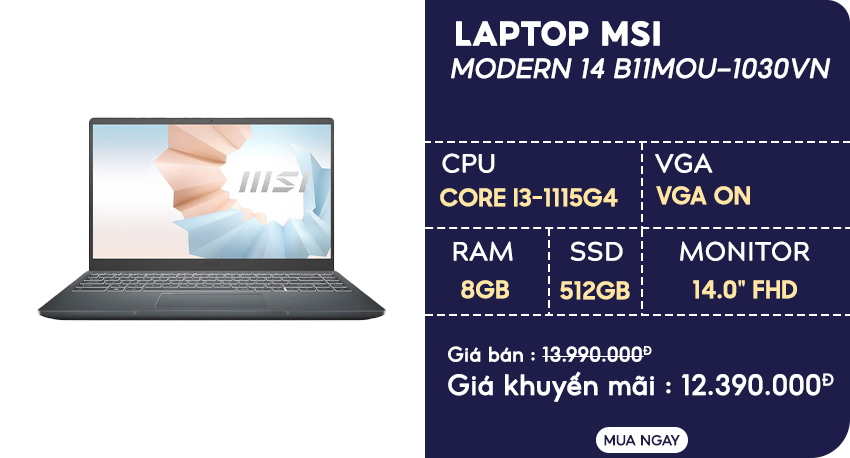 LAPTOP MSI
MODERN 14 B11MOU-1030VN
CPU
CORE I3-1115G4
VGA
VGA ON
RAM
8GB
SSD
512GB
MONITOR
14.0" FHD
Giá bán : 13.990.000Đ
Giá khuyến mãi : 12.390.000Đ
MUA NGAY
msi